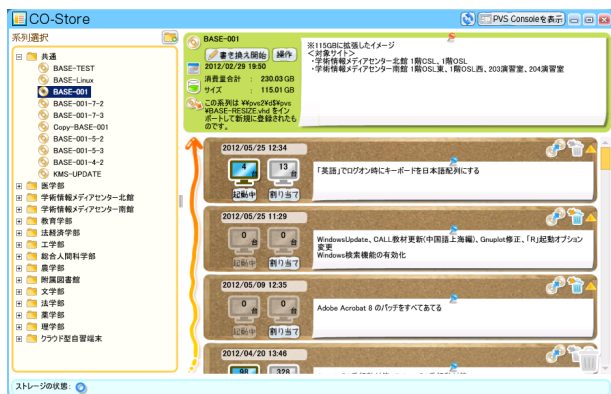 CO-Store
PVS Consoleを表示
系列選択
共通
BASE-TEST
BASE-Linux
BASE-001
BASE-001-7-2
BASE-001-7-3
Copy-BASE-001
BASE-001-5-2
BASE-001-5-3
BASE-001-4-2
KMS-UPDATE
医学部
学術情報メディアセンター北館
学術情報メディアセンター南館
教育学部
法経済学部
工学部
総合人間科学部
農学部
附属図書館
文学部
法学部
薬学部
理学部
クラウド型自習端末
BASE-001
書き換え開始 操作
2012/02/29 19:50
消費量合計 : 230.03 GB
サイズ : 115.01 GB
この系列は ¥¥pvs2¥d$¥pvs
¥BASE-RESIZE.vhd をイン
ポートして新規に登録されたも
のです。
※115GBに拡張したイメージ
<対象サイト>
・学術情報メディアセンター北館 1階CSL、1階OSL
・学術情報メディアセンター南館 1階OSL東、1階OSL西、203演習室、204演習室
2012/05/25 12:34
4 台 13 台
起動中 割り当て
「英語」でログオン時にキーボードを日本語配列にする
2012/05/25 11:29
0 台 0 台
起動中 割り当て
WindowsUpdate、CALL教材更新(中国語上海編)、Gnuplot修正、「R」起動オプション
変更
Windows検索機能の有効化
2012/05/09 12:35
0 台 0 台
起動中 割り当て
Adobe Acrobat 8 のパッチをすべてあてる
2012/04/20 13:46
98 328
ストレージの状態: